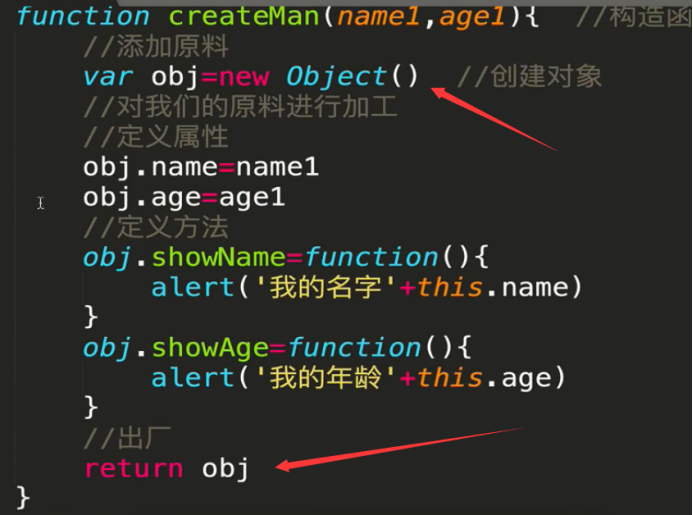 function createMan(name1,age1){  //构造函
    //添加原料
    var obj=new Object()  //创建对象
    //对我们的原料进行加工
    //定义属性
    obj.name=name1
    obj.age=age1
    //定义方法
    obj.showName=function(){
        alert('我的名字'+this.name)
    }
    obj.showAge=function(){
        alert('我的年龄'+this.age)
    }
    //出厂
    return obj
}